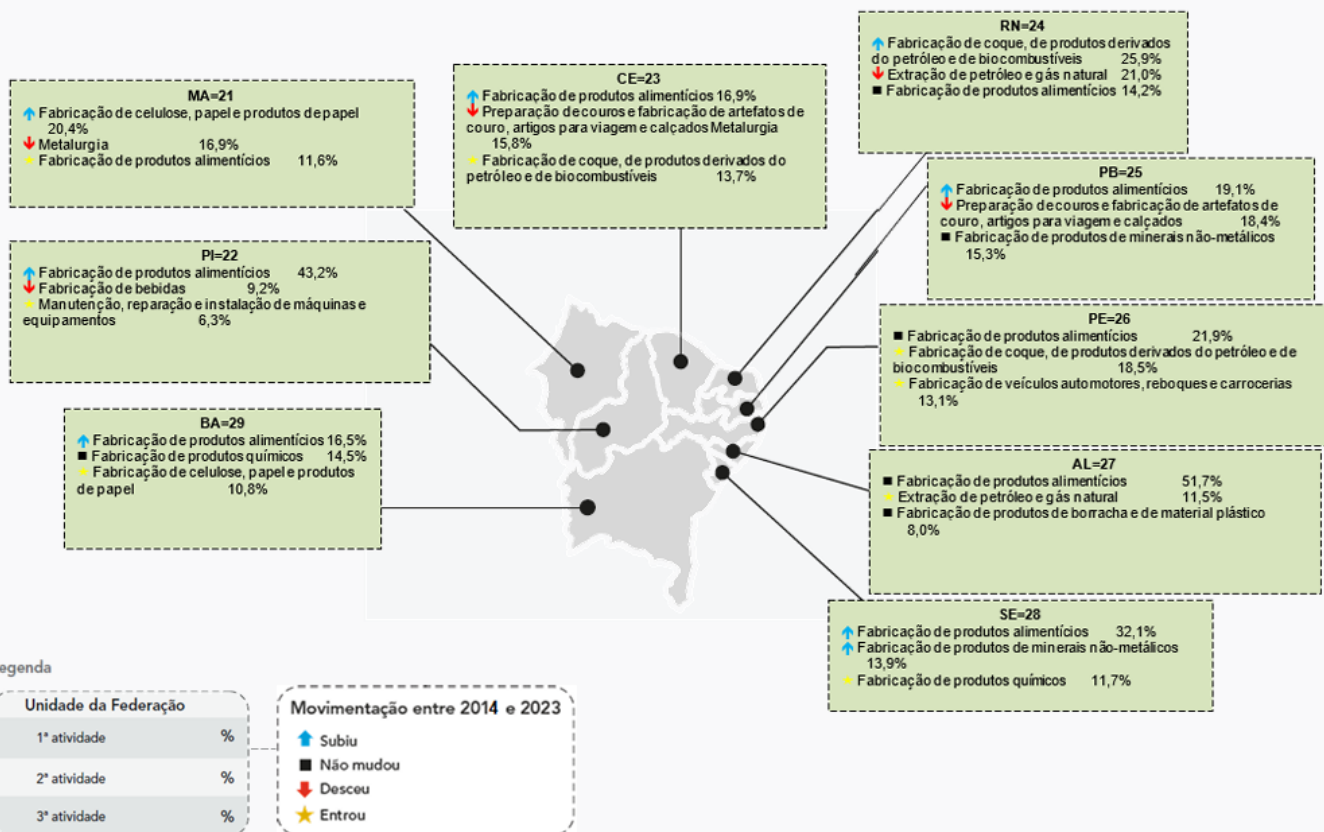 MA=21
Fabricação de celulose, papel e produtos de papel
20,4%
Metalurgia 16,9%
Fabricação de produtos alimentícios 11,6%
CE=23
Fabricação de produtos alimentícios 16,9%
Preparação de couros e fabricação de artefatos de
couro, artigos para viagem e calçados Metalurgia
15,8%
Fabricação de coque, de produtos derivados do
petróleo e de biocombustíveis 13,7%
RN=24
Fabricação de coque, de produtos derivados
do petróleo e de biocombustíveis 25,9%
Extração de petróleo e gás natural 21,0%
Fabricação de produtos alimentícios 14,2%
PB=25
Fabricação de produtos alimentícios 19,1%
Preparação de couros e fabricação de artefatos de
couro, artigos para viagem e calçados 18,4%
Fabricação de produtos de minerais não-metálicos
15,3%
PI=22
Fabricação de produtos alimentícios 43,2%
Fabricação de bebidas 9,2%
Manutenção, reparação e instalação de máquinas e
equipamentos 6,3%
PE=26
Fabricação de produtos alimentícios 21,9%
Fabricação de coque, de produtos derivados do petróleo e de
biocombustíveis 18,5%
Fabricação de veículos automotores, reboques e carrocerias
13,1%
BA=29
Fabricação de produtos alimentícios 16,5%
Fabricação de produtos químicos 14,5%
Fabricação de celulose, papel e produtos
de papel 10,8%
AL=27
Fabricação de produtos alimentícios 51,7%
Extração de petróleo e gás natural 11,5%
Fabricação de produtos de borracha e de material plástico
8,0%
SE=28
Fabricação de produtos alimentícios 32,1%
Fabricação de produtos de minerais não-metálicos
13,9%
Fabricação de produtos químicos 11,7%
egenda
Unidade da Federação
1ª atividade %
2ª atividade %
3ª atividade %
Movimentação entre 2014 e 2023
Subiu
Não mudou
Desceu
Entrou